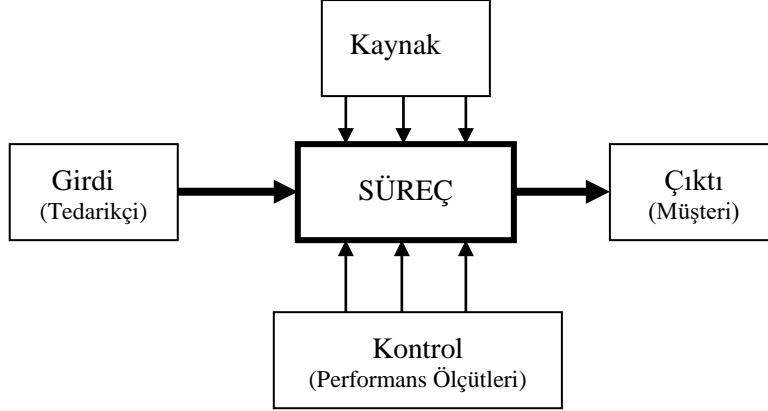 Kaynak
Girdi
(Tedarikçi)
SÜREÇ
Çıktı
(Müşteri)
Kontrol
(Performans Ölçütleri)